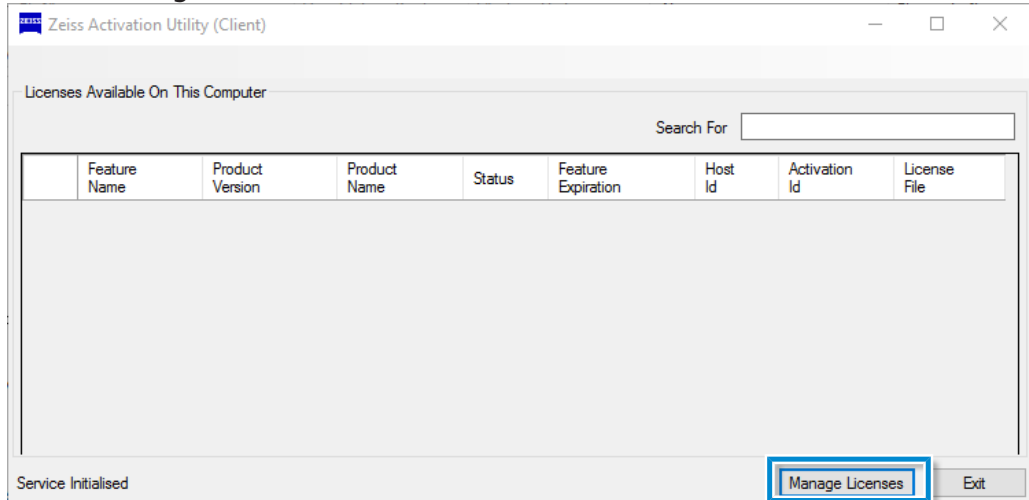 ZEISS Zeiss Activation Utility (Client)
Licenses Available On This Computer
Search For
Feature Name
Product Version
Product Name
Status
Feature Expiration
Host Id
Activation Id
License File
Service Initialised
Manage Licenses
Exit